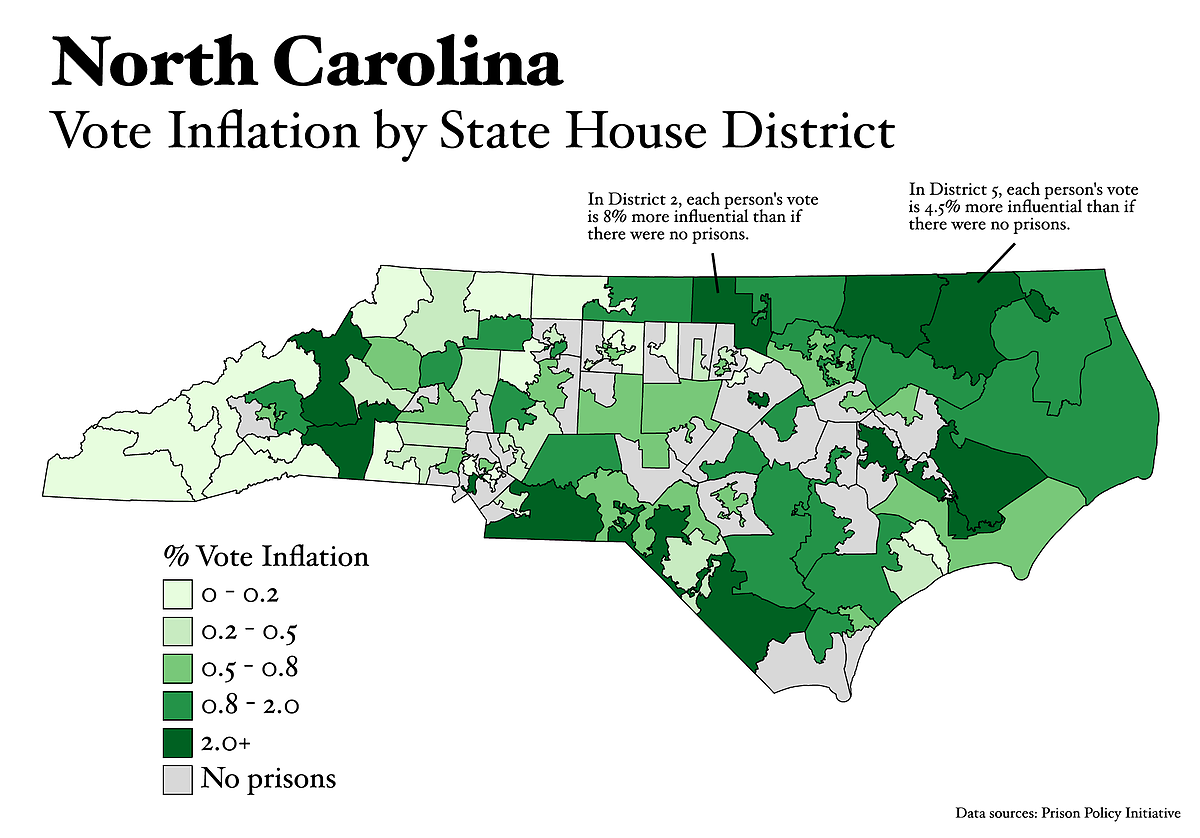 North Carolina
Vote Inflation by State House District
In District 2, each person's vote
is 8% more influential than if
there were no prisons.
In District 5, each person's vote
is 4.5% more influential than if
there were no prisons.
% Vote Inflation
0 - 0.2
0.2 - 0.5
0.5 - 0.8
0.8 - 2.0
2.0+
No prisons
Data sources: Prison Policy Initiative